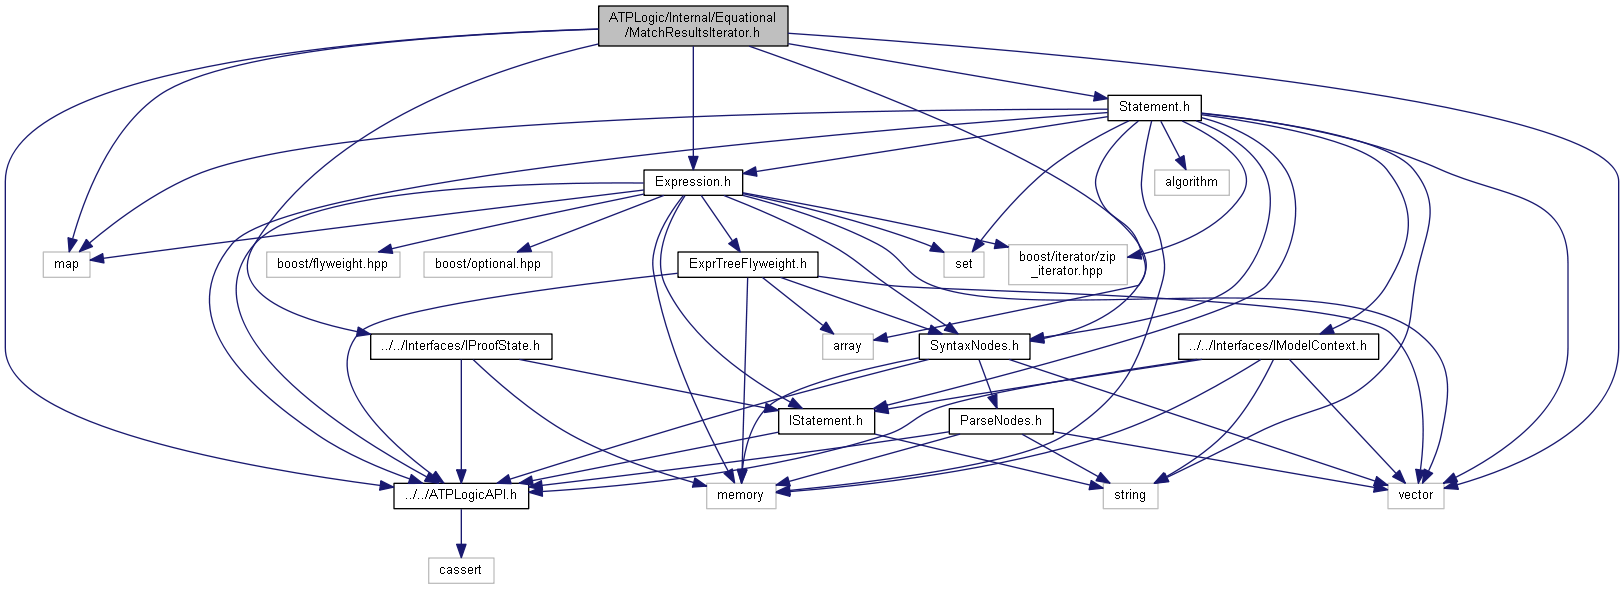 ATPLogic/Internal/Equational
/MatchResultsIterator.h
Statement.h
Expression.h
algorithm
map
boost/flyweight.hpp
boost/optional.hpp
ExprTreeFlyweight.h
set
boost/iterator/zip
_iterator.hpp
../../Interfaces/IProofState.h
array
SyntaxNodes.h
../../Interfaces/IModelContext.h
IStatement.h
ParseNodes.h
../../ATPLogicAPI.h
memory
string
vector
cassert